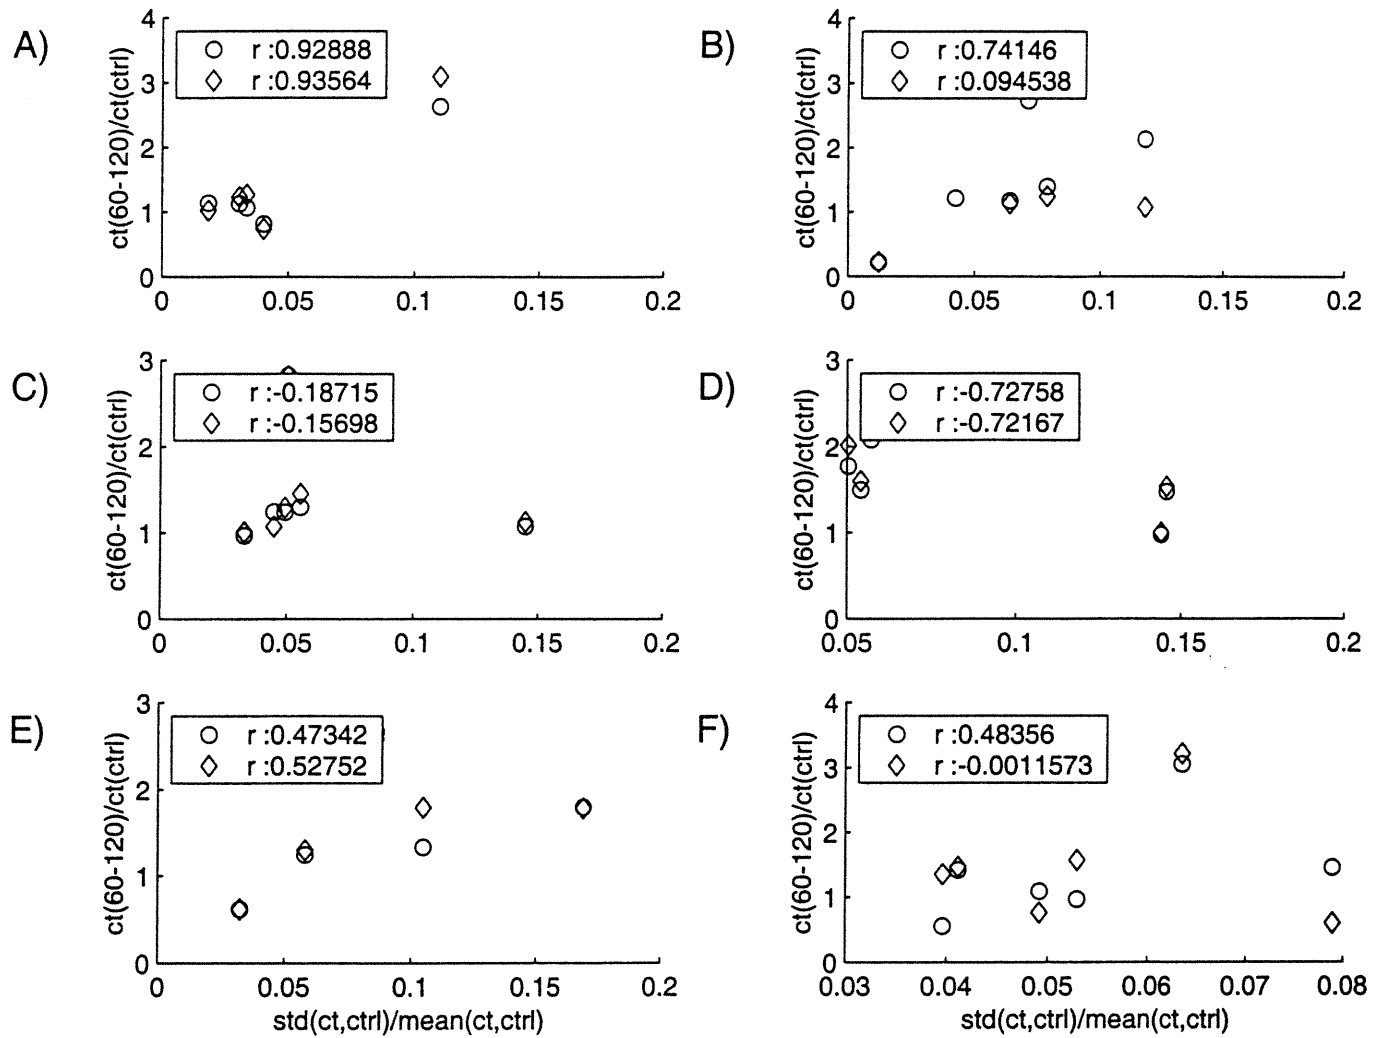 A)
ct(60-120)/ct(ctrl)
4
3
2
1
0
r :0.92888
r :0.93564
0 0.05 0.1 0.15 0.2
B)
ct(60-120)/ct(ctrl)
4
3
2
1
0
r :0.74146
r :0.094538
0 0.05 0.1 0.15 0.2
C)
ct(60-120)/ct(ctrl)
3
2
1
0
r :-0.18715
r :-0.15698
0 0.05 0.1 0.15 0.2
D)
ct(60-120)/ct(ctrl)
3
2
1
0
r :-0.72758
r :-0.72167
0.05 0.1 0.15 0.2
E)
ct(60-120)/ct(ctrl)
3
2
1
0
r :0.47342
r :0.52752
0 0.05 0.1 0.15 0.2
std(ct,ctrl)/mean(ct,ctrl)
F)
ct(60-120)/ct(ctrl)
4
3
2
1
0
r :0.48356
r :-0.0011573
0.03 0.04 0.05 0.06 0.07 0.08
std(ct,ctrl)/mean(ct,ctrl)